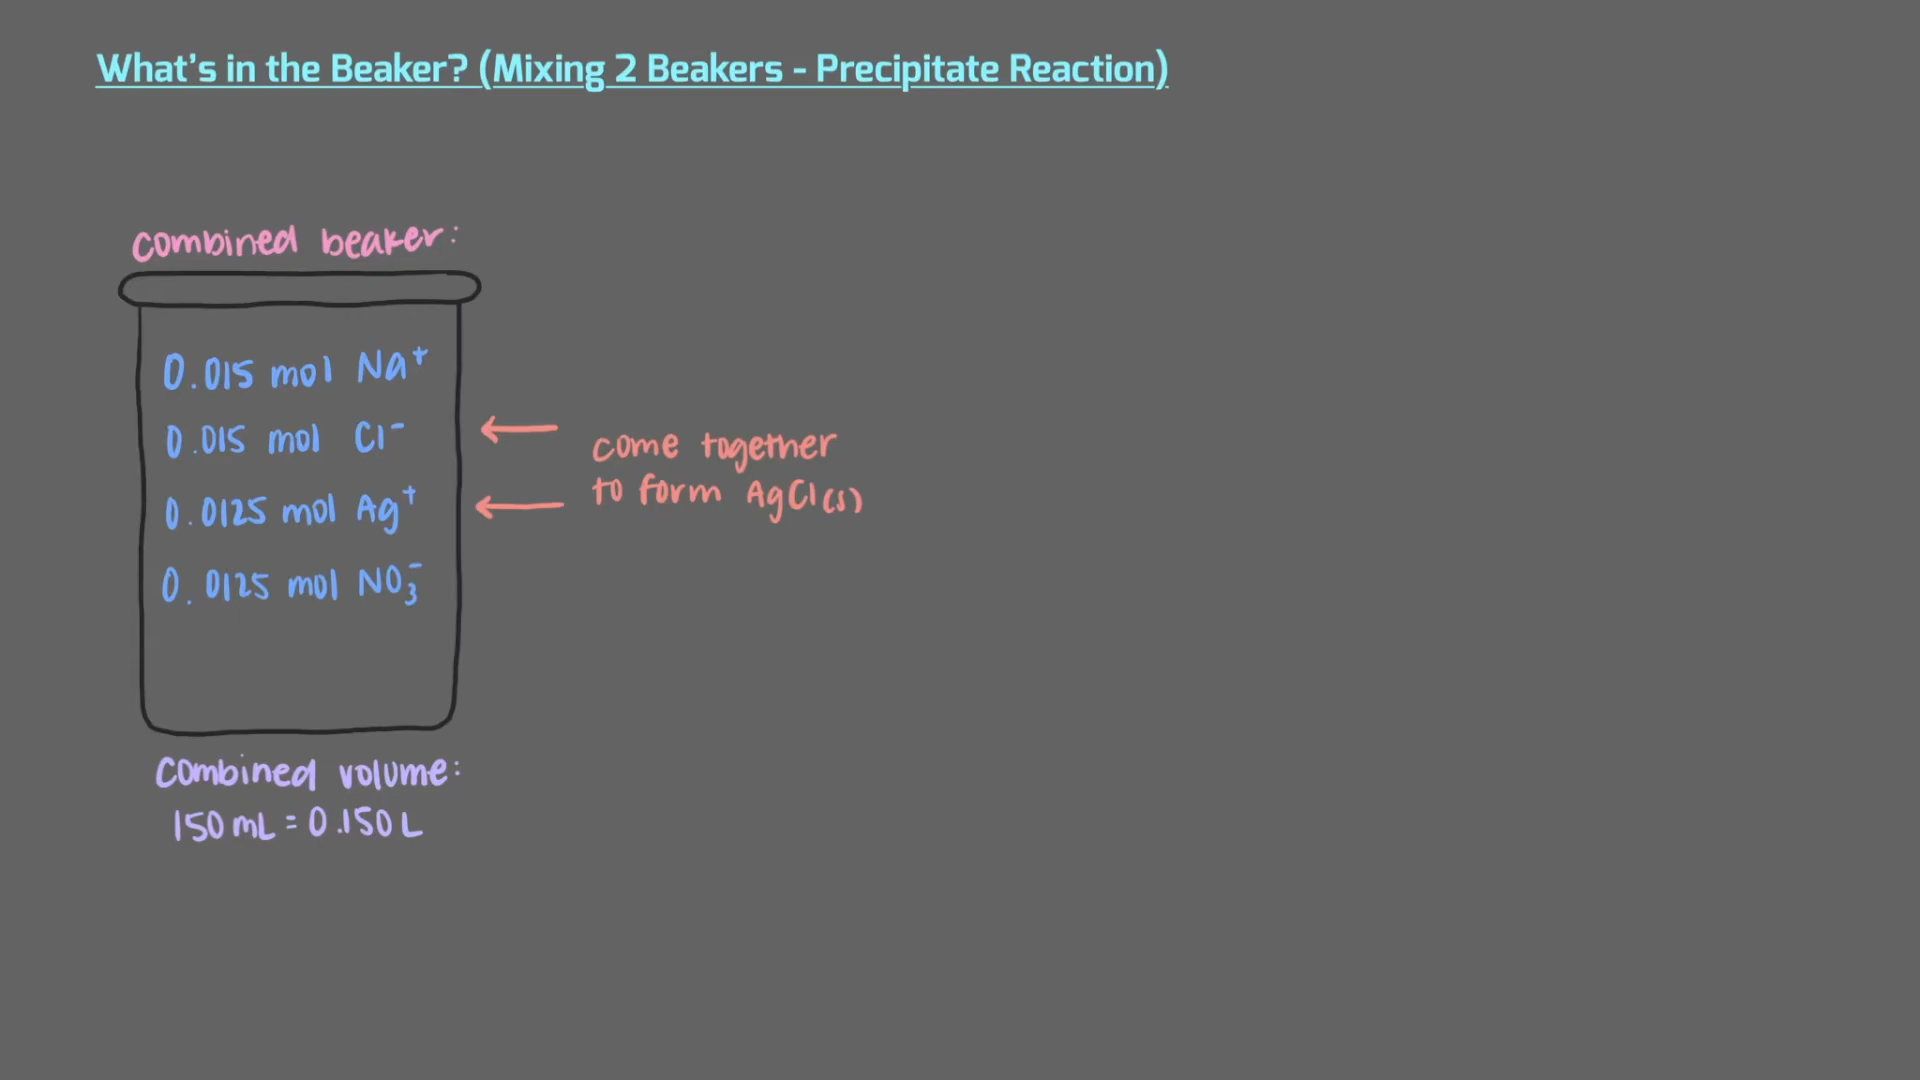 What's in the Beaker? (Mixing 2 Beakers - Precipitate Reaction)
combined beaker:
0.015 mol Na⁺
0.015 mol Cl⁻
0.0125 mol Ag⁺
0.0125 mol NO₃⁻
come together
to form AgCl(s)
combined volume:
150 mL = 0.150 L